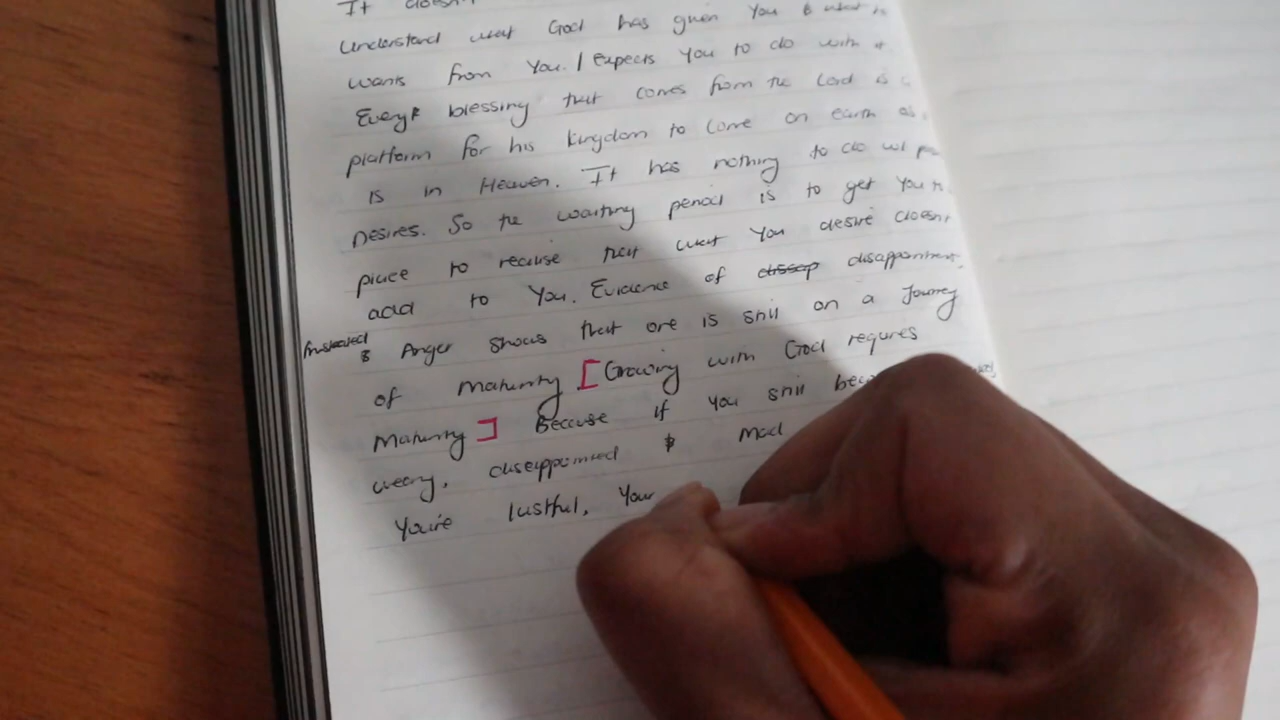 It doesn't
understand what God has given you & what h
wants from you. / expects you to do with it
Every blessing that comes from the Lord is a
platform for his kingdom to come on earth as
is in Heaven. It has nothing to do w/
Desires. So the waiting period is to get you to
place to realise that what you desire doesn't
add to you. Evidence of dissap disappointment,
frustrated & Anger shows that one is still on a Journey
of Maturity [Growing with God requires
Maturity] Because if you still
weary, disappointed & Mad
You're lustful, Your